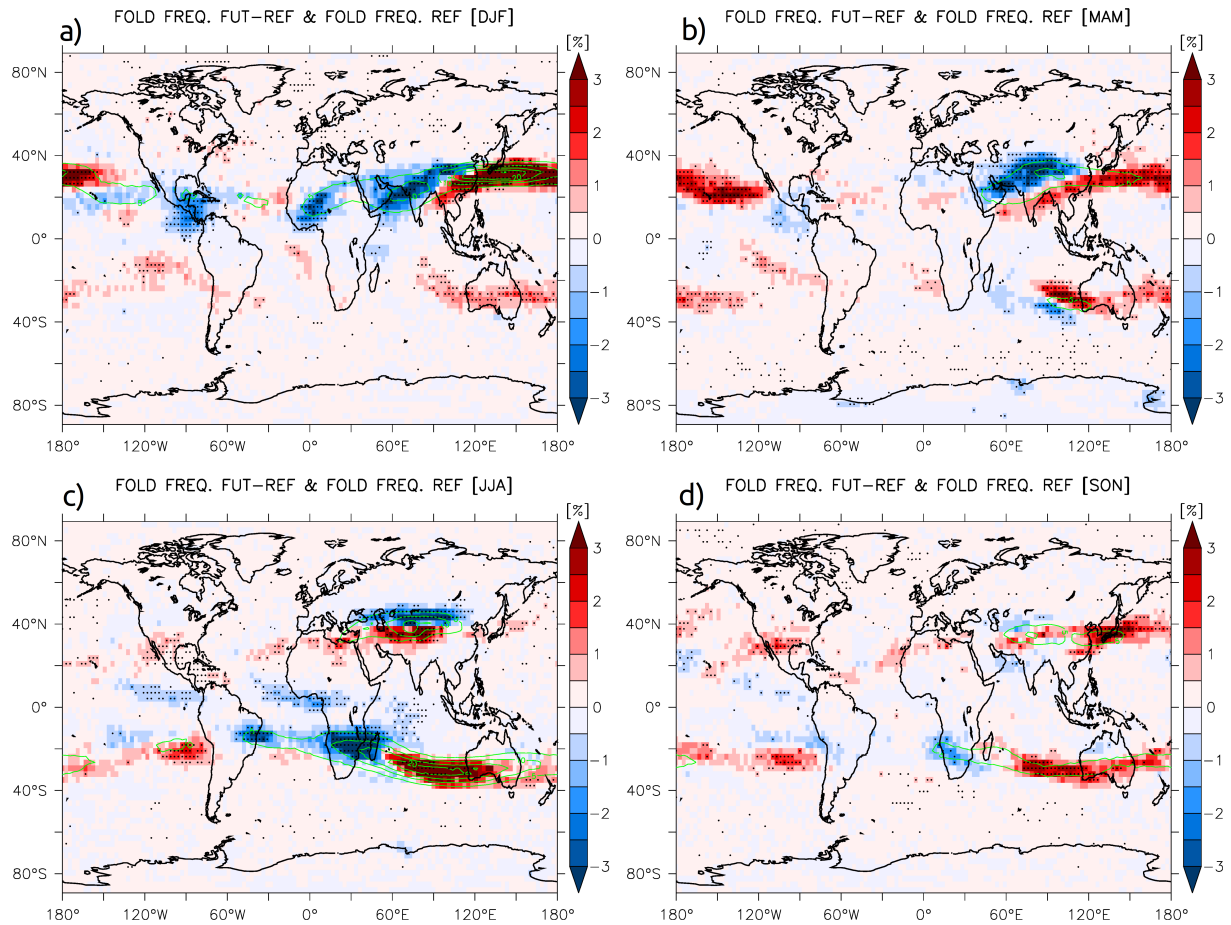 a)
FOLD FREQ. FUT−REF & FOLD FREQ. REF [DJF]
[%]
80°N
40°N
0°
40°S
80°S
180° 120°W 60°W 0° 60°E 120°E 180°
3
2
1
0
−1
−2
−3
b)
FOLD FREQ. FUT−REF & FOLD FREQ. REF [MAM]
[%]
80°N
40°N
0°
40°S
80°S
180° 120°W 60°W 0° 60°E 120°E 180°
3
2
1
0
−1
−2
−3
c)
FOLD FREQ. FUT−REF & FOLD FREQ. REF [JJA]
[%]
80°N
40°N
0°
40°S
80°S
180° 120°W 60°W 0° 60°E 120°E 180°
3
2
1
0
−1
−2
−3
d)
FOLD FREQ. FUT−REF & FOLD FREQ. REF [SON]
[%]
80°N
40°N
0°
40°S
80°S
180° 120°W 60°W 0° 60°E 120°E 180°
3
2
1
0
−1
−2
−3